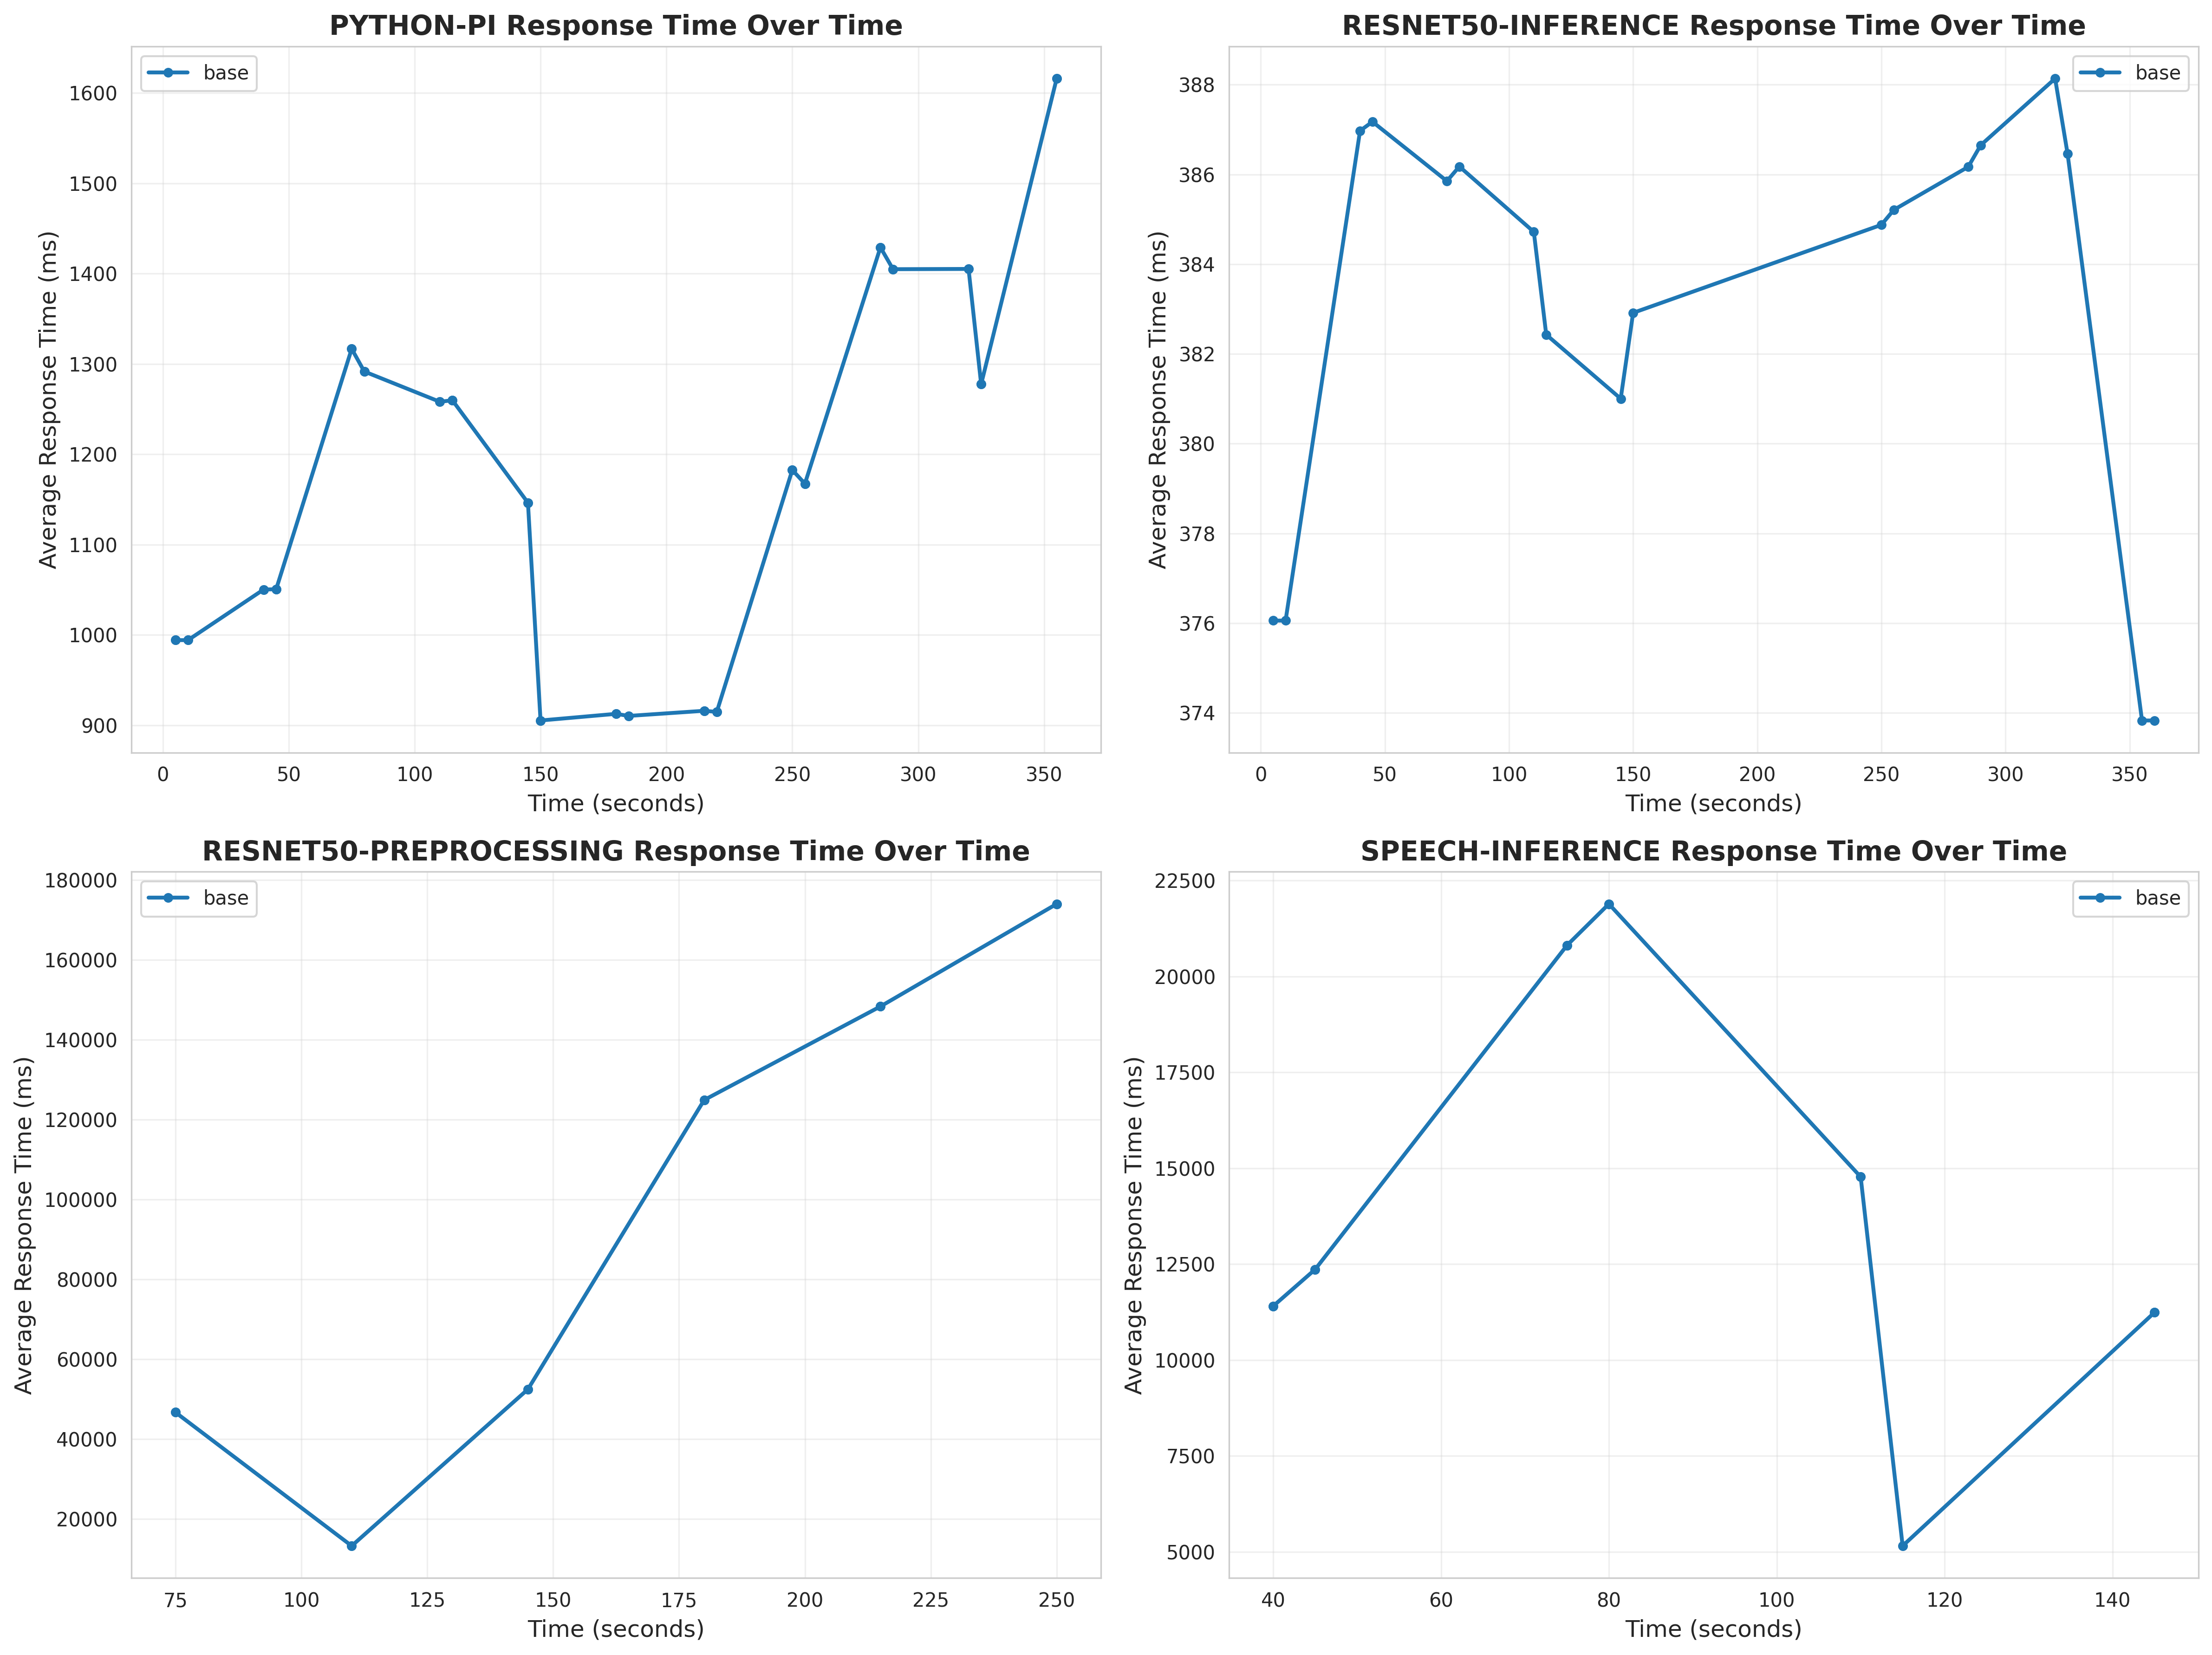 PYTHON-PI Response Time Over Time
base
Average Response Time (ms)
1600
1500
1400
1300
1200
1100
1000
900
0 50 100 150 200 250 300 350
Time (seconds)
RESNET50-INFERENCE Response Time Over Time
base
Average Response Time (ms)
388
386
384
382
380
378
376
374
0 50 100 150 200 250 300 350
Time (seconds)
RESNET50-PREPROCESSING Response Time Over Time
base
Average Response Time (ms)
180000
160000
140000
120000
100000
80000
60000
40000
20000
75 100 125 150 175 200 225 250
Time (seconds)
SPEECH-INFERENCE Response Time Over Time
base
Average Response Time (ms)
22500
20000
17500
15000
12500
10000
7500
5000
40 60 80 100 120 140
Time (seconds)